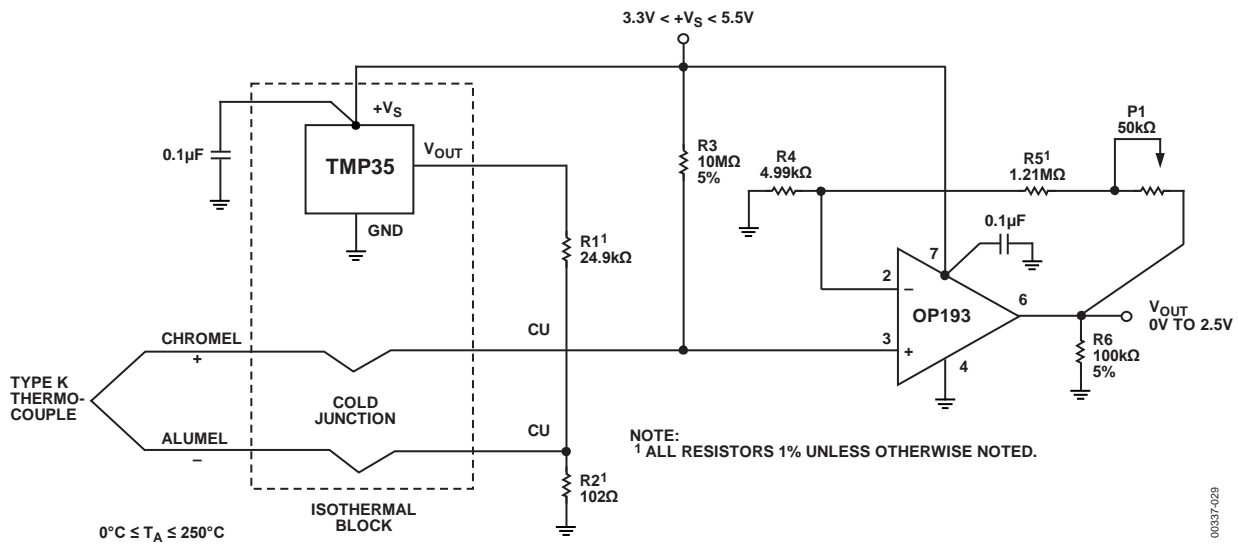 3.3V < +VS < 5.5V
+VS
0.1µF
TMP35
VOUT
GND
R1¹
24.9kΩ
R3
10MΩ
5%
R4
4.99kΩ
R5¹
1.21MΩ
P1
50kΩ
0.1µF
7
2
–
6
OP193
3
+
4
VOUT
0V TO 2.5V
R6
100kΩ
5%
CHROMEL
+
CU
TYPE K
THERMO-
COUPLE
COLD
JUNCTION
ALUMEL
–
CU
NOTE:
¹ ALL RESISTORS 1% UNLESS OTHERWISE NOTED.
R2¹
102Ω
ISOTHERMAL
BLOCK
0°C ≤ TA ≤ 250°C
00337-029